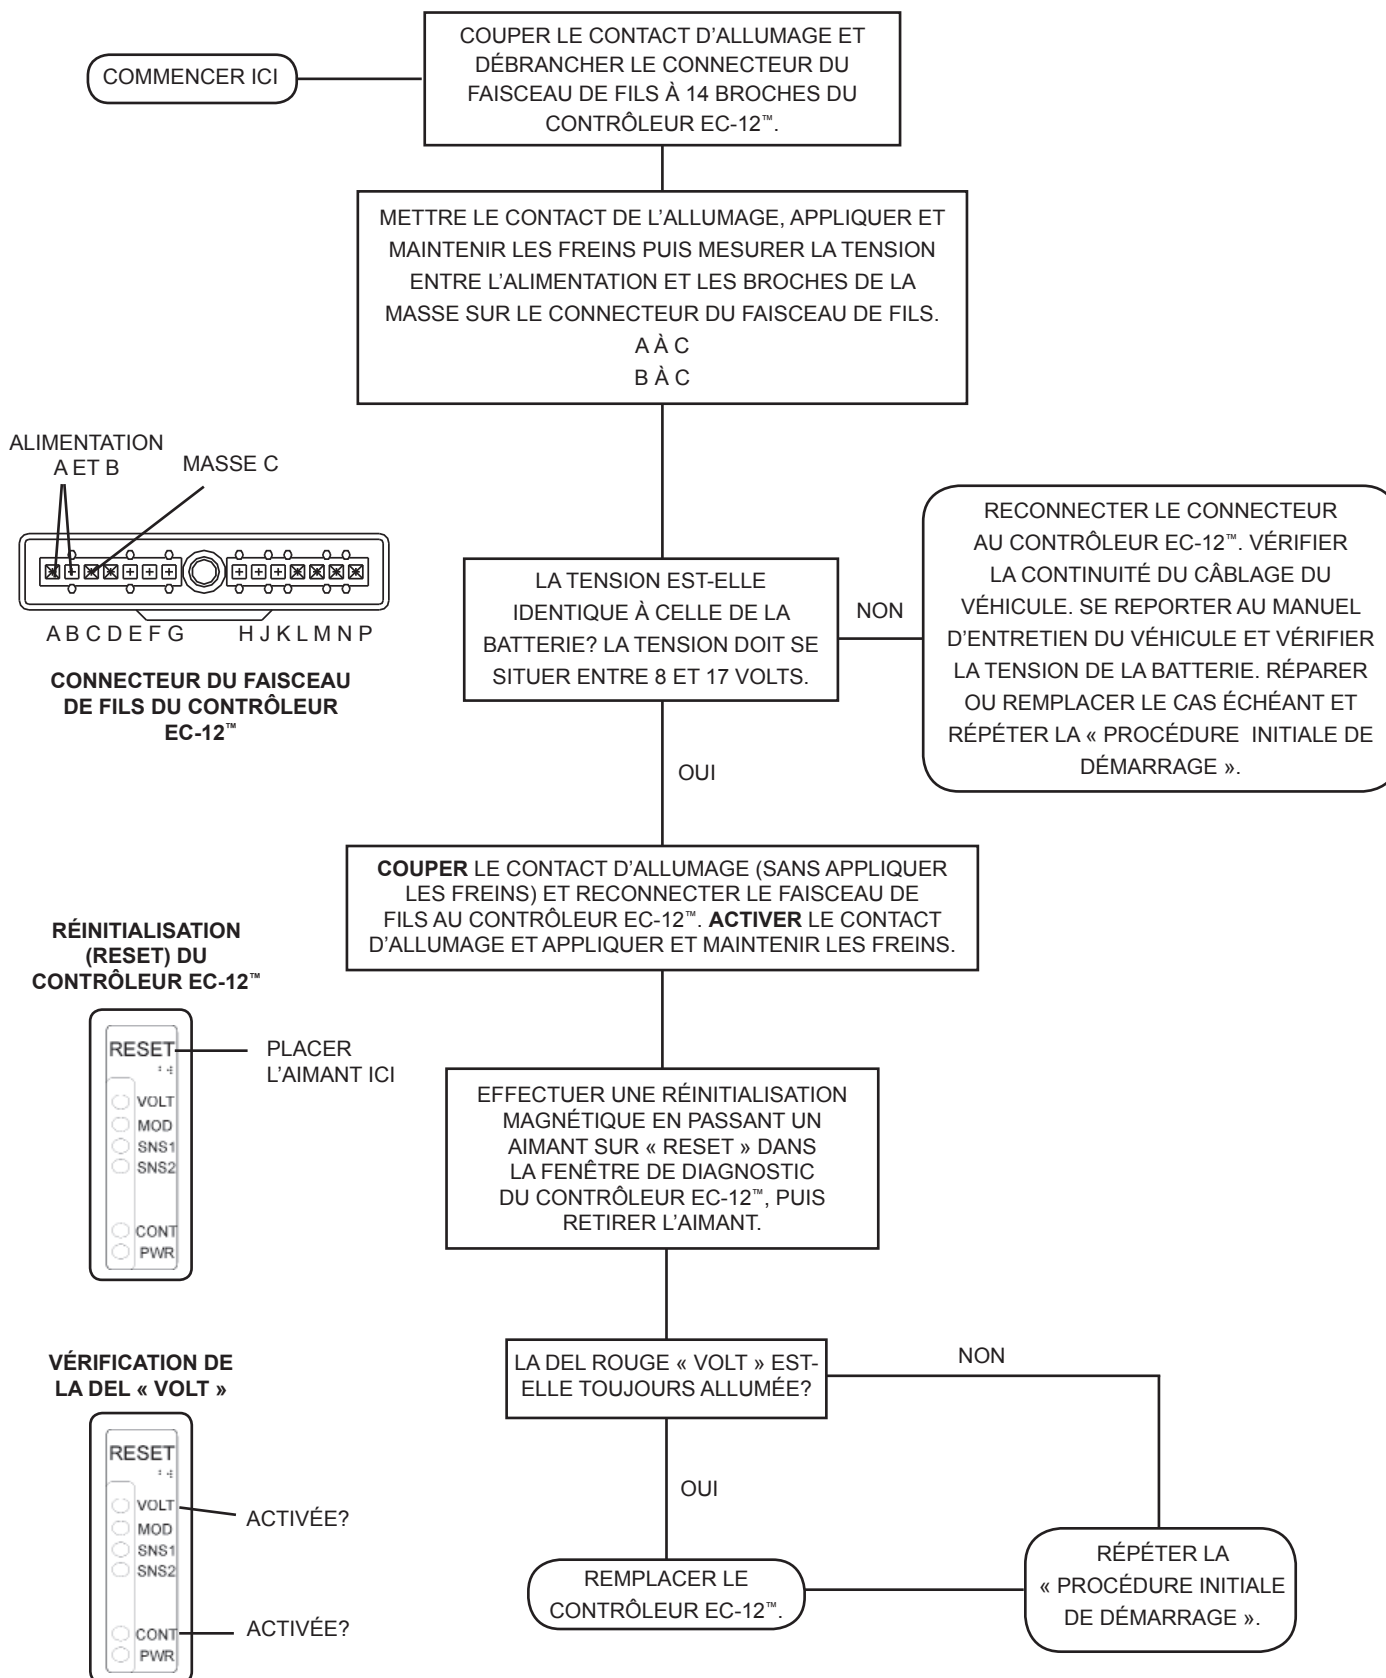 COMMENCER ICI
COUPER LE CONTACT D'ALLUMAGE ET
DÉBRANCHER LE CONNECTEUR DU
FAISCEAU DE FILS À 14 BROCHES DU
CONTRÔLEUR EC-12™.
METTRE LE CONTACT DE L'ALLUMAGE, APPLIQUER ET
MAINTENIR LES FREINS PUIS MESURER LA TENSION
ENTRE L'ALIMENTATION ET LES BROCHES DE LA
MASSE SUR LE CONNECTEUR DU FAISCEAU DE FILS.
A À C
B À C
ALIMENTATION
A ET B
MASSE C
A B C D E F G
H J K L M N P
CONNECTEUR DU FAISCEAU
DE FILS DU CONTRÔLEUR
EC-12™
LA TENSION EST-ELLE
IDENTIQUE À CELLE DE LA
BATTERIE? LA TENSION DOIT SE
SITUER ENTRE 8 ET 17 VOLTS.
NON
RECONNECTER LE CONNECTEUR
AU CONTRÔLEUR EC-12™. VÉRIFIER
LA CONTINUITÉ DU CÂBLAGE DU
VÉHICULE. SE REPORTER AU MANUEL
D'ENTRETIEN DU VÉHICULE ET VÉRIFIER
LA TENSION DE LA BATTERIE. RÉPARER
OU REMPLACER LE CAS ÉCHÉANT ET
RÉPÉTER LA « PROCÉDURE INITIALE DE
DÉMARRAGE ».
OUI
COUPER LE CONTACT D'ALLUMAGE (SANS APPLIQUER
LES FREINS) ET RECONNECTER LE FAISCEAU DE
FILS AU CONTRÔLEUR EC-12™. ACTIVER LE CONTACT
D'ALLUMAGE ET APPLIQUER ET MAINTENIR LES FREINS.
RÉINITIALISATION
(RESET) DU
CONTRÔLEUR EC-12™
RESET
VOLT
MOD
SNS1
SNS2
CONT
PWR
PLACER
L'AIMANT ICI
EFFECTUER UNE RÉINITIALISATION
MAGNÉTIQUE EN PASSANT UN
AIMANT SUR « RESET » DANS
LA FENÊTRE DE DIAGNOSTIC
DU CONTRÔLEUR EC-12™, PUIS
RETIRER L'AIMANT.
VÉRIFICATION DE
LA DEL « VOLT »
RESET
VOLT
MOD
SNS1
SNS2
CONT
PWR
ACTIVÉE?
ACTIVÉE?
LA DEL ROUGE « VOLT » EST-
ELLE TOUJOURS ALLUMÉE?
NON
OUI
REMPLACER LE
CONTRÔLEUR EC-12™.
RÉPÉTER LA
« PROCÉDURE INITIALE
DE DÉMARRAGE ».